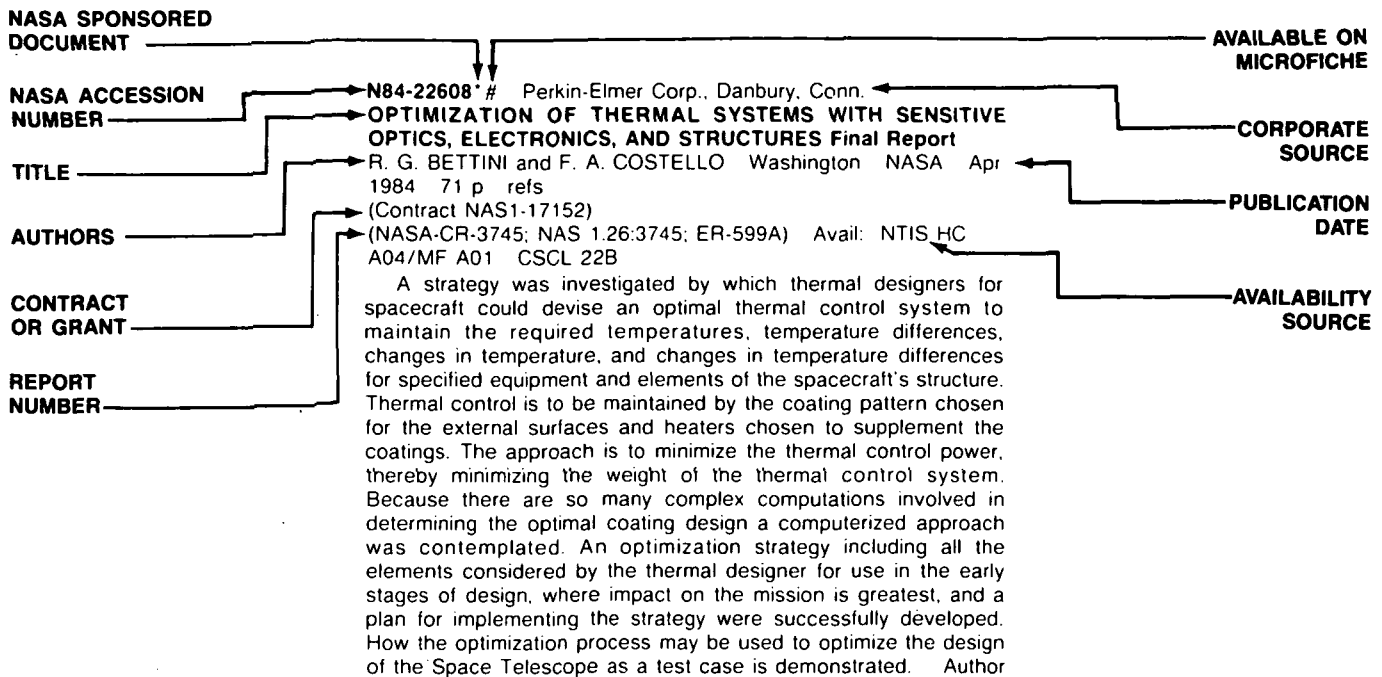 NASA SPONSORED
DOCUMENT
AVAILABLE ON
MICROFICHE
NASA ACCESSION
NUMBER
N84-22608*# Perkin-Elmer Corp., Danbury, Conn.
OPTIMIZATION OF THERMAL SYSTEMS WITH SENSITIVE
OPTICS, ELECTRONICS, AND STRUCTURES Final Report
CORPORATE
SOURCE
TITLE
R. G. BETTINI and F. A. COSTELLO Washington NASA Apr
1984 71 p refs
PUBLICATION
DATE
AUTHORS
(Contract NAS1-17152)
(NASA-CR-3745; NAS 1.26:3745; ER-599A) Avail: NTIS HC
A04/MF A01 CSCL 22B
CONTRACT
OR GRANT
AVAILABILITY
SOURCE
REPORT
NUMBER
A strategy was investigated by which thermal designers for
spacecraft could devise an optimal thermal control system to
maintain the required temperatures, temperature differences,
changes in temperature, and changes in temperature differences
for specified equipment and elements of the spacecraft's structure.
Thermal control is to be maintained by the coating pattern chosen
for the external surfaces and heaters chosen to supplement the
coatings. The approach is to minimize the thermal control power,
thereby minimizing the weight of the thermal control system.
Because there are so many complex computations involved in
determining the optimal coating design a computerized approach
was contemplated. An optimization strategy including all the
elements considered by the thermal designer for use in the early
stages of design, where impact on the mission is greatest, and a
plan for implementing the strategy were successfully developed.
How the optimization process may be used to optimize the design
of the Space Telescope as a test case is demonstrated. Author